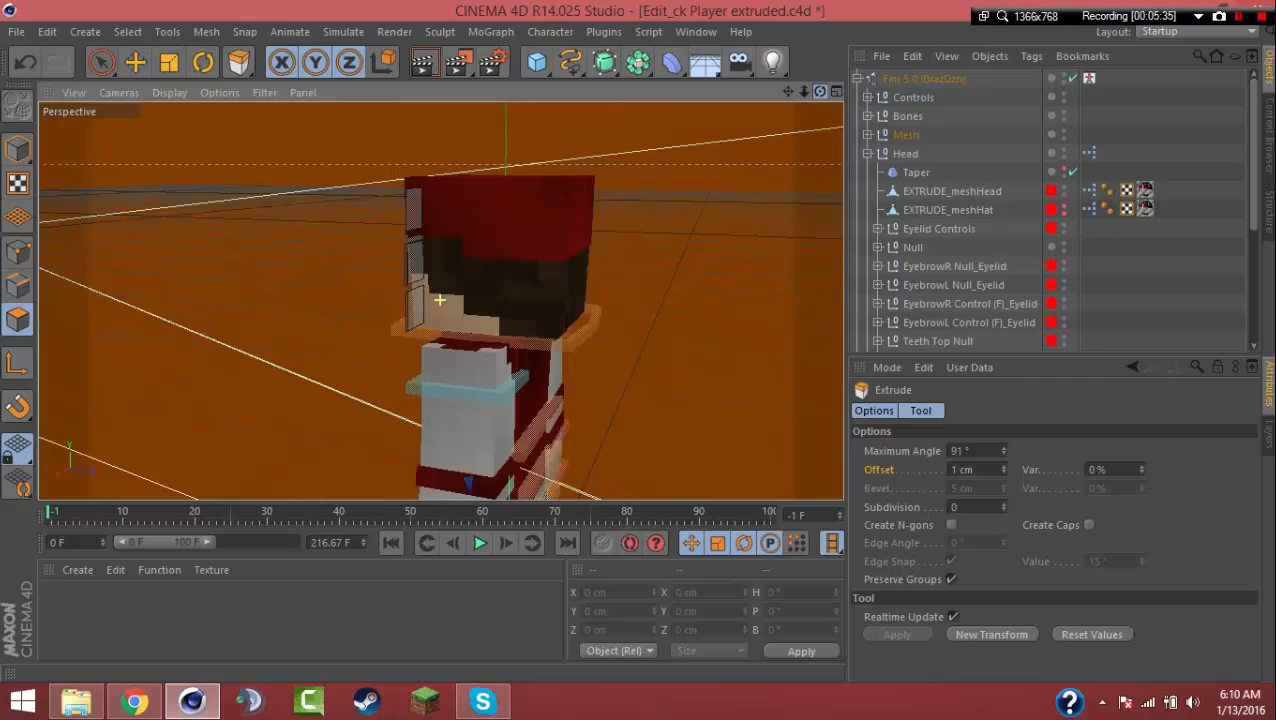 CINEMA 4D R14.025 Studio - [Edit_ck Player extruded.c4d *]
1366x768 Recording [00:05:35]
File Edit Create Select Tools Mesh Snap Animate Simulate Render Sculpt MoGraph Character Plugins Script Window Help
Layout: Startup
X Y Z
File Edit View Objects Tags Bookmarks
View Cameras Display Options Filter Panel
Perspective
Controls
Bones
Mesh
Head
Taper
EXTRUDE_meshHead
EXTRUDE_meshHat
Eyelid Controls
Null
EyebrowR Null_Eyelid
EyebrowL Null_Eyelid
EyebrowR Control (F)_Eyelid
EyebrowL Control (F)_Eyelid
Teeth Top Null
Objects
Content Browser
Structure
Mode Edit User Data
Extrude
Options Tool
Options
Maximum Angle 91 °
Offset 1 cm Var. 0 %
Bevel 5 cm Var. 0 %
Subdivision 0
Create N-gons Create Caps
Edge Angle 0 °
Edge Snap Value 15 °
Preserve Groups
Tool
Realtime Update
Apply New Transform Reset Values
Attributes
Layers
-1 10 20 30 40 50 60 70 80 90 100 -1 F
0 F 0 F 100 F 216.67 F
Create Edit Function Texture
-- -- --
X 0 cm X 0 cm H 0 °
Y 0 cm Y 0 cm P 0 °
Z 0 cm Z 0 cm B 0 °
Object (Rel) Size Apply
MAXON
CINEMA 4D
6:10 AM
1/13/2016